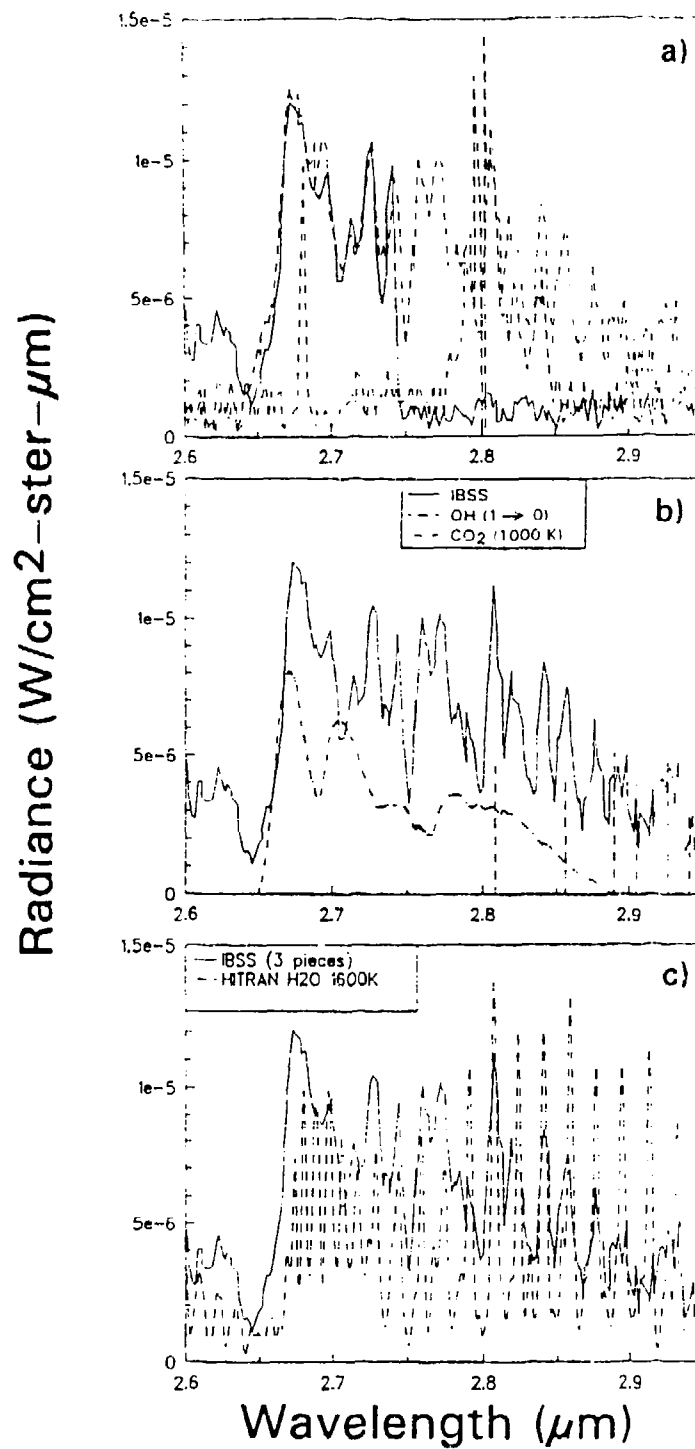 Radiance (W/cm2-ster-µm)
1.5e-5
1e-5
5e-6
0
a)
2.6
2.7
2.8
2.9
1.5e-5
1e-5
5e-6
0
IBSS
OH (1 → 0)
CO2 (1000 K)
b)
2.6
2.7
2.8
2.9
1.5e-5
1e-5
5e-6
0
IBSS (3 pieces)
HITRAN H2O 1600K
c)
2.6
2.7
2.8
2.9
Wavelength (µm)